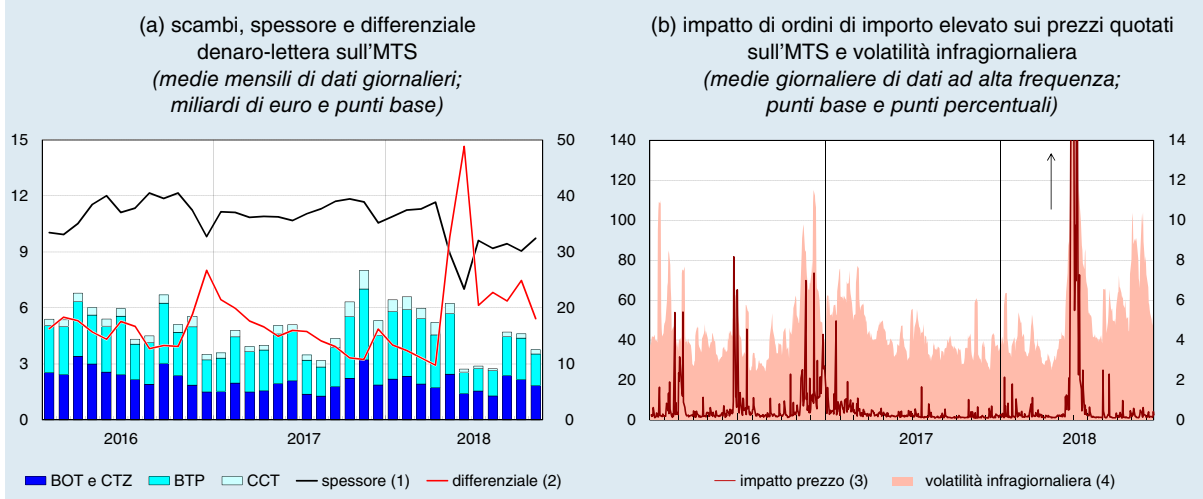 (a) scambi, spessore e differenziale
denaro-lettera sull’MTS
(medie mensili di dati giornalieri;
miliardi di euro e punti base)
15
12
9
6
3
0
50
40
30
20
10
0
2016
2017
2018
BOT e CTZ
BTP
CCT
spessore (1)
differenziale (2)
(b) impatto di ordini di importo elevato sui prezzi quotati
sull’MTS e volatilità infragiornaliera
(medie giornaliere di dati ad alta frequenza;
punti base e punti percentuali)
140
120
100
80
60
40
20
0
14
12
10
8
6
4
2
0
2016
2017
2018
impatto prezzo (3)
volatilità infragiornaliera (4)